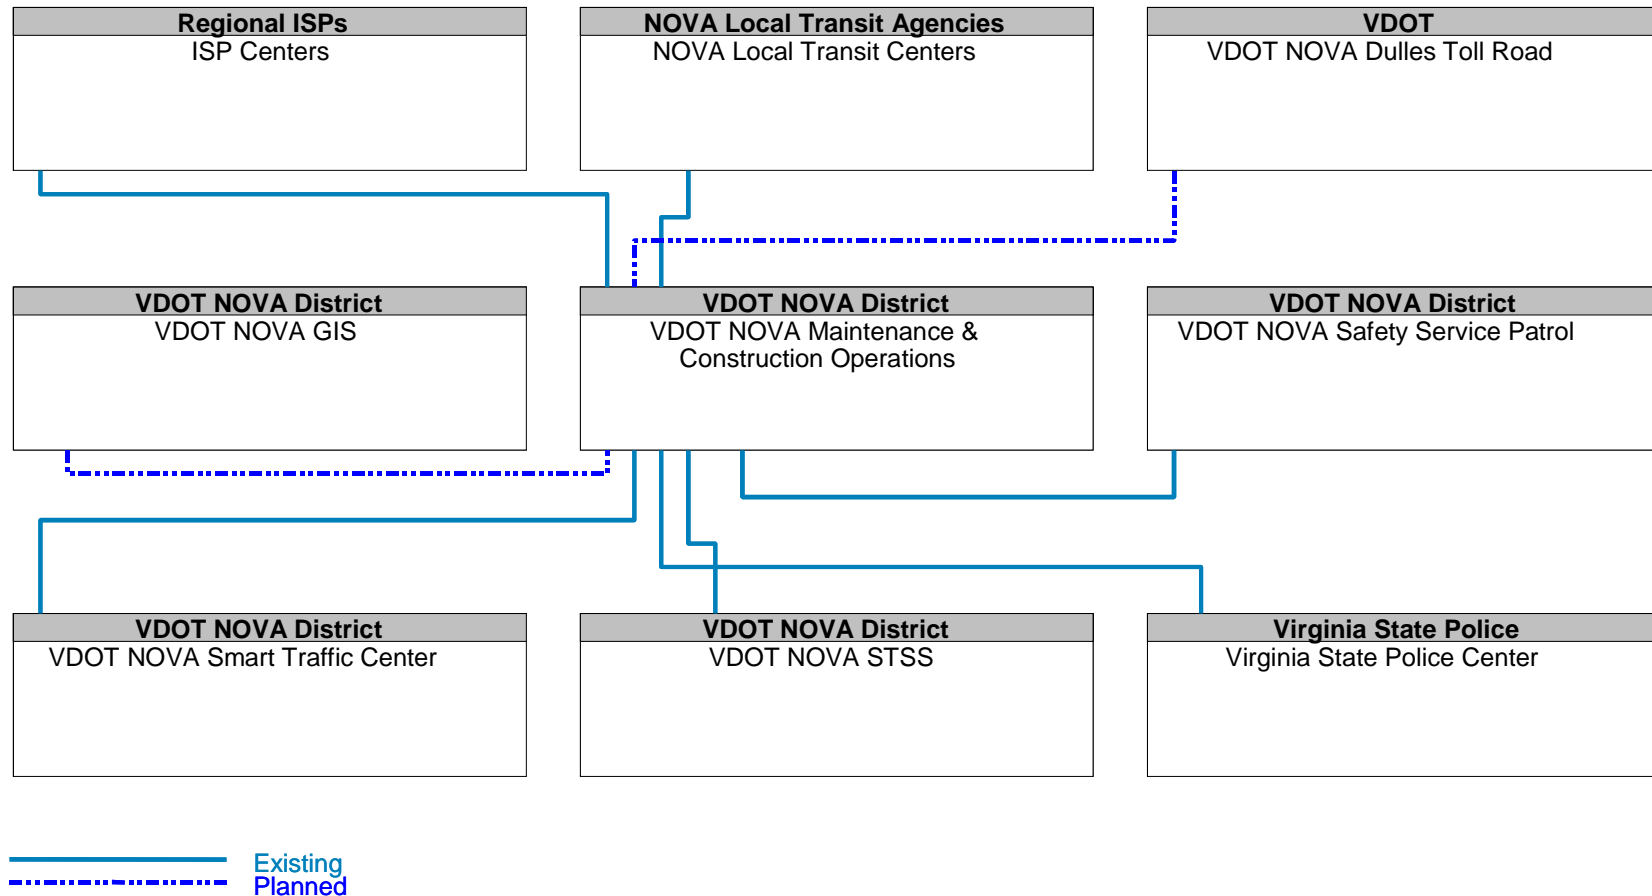 Regional ISPs
ISP Centers
NOVA Local Transit Agencies
NOVA Local Transit Centers
VDOT
VDOT NOVA Dulles Toll Road
VDOT NOVA District
VDOT NOVA GIS
VDOT NOVA District
VDOT NOVA Maintenance &
Construction Operations
VDOT NOVA District
VDOT NOVA Safety Service Patrol
VDOT NOVA District
VDOT NOVA Smart Traffic Center
VDOT NOVA District
VDOT NOVA STSS
Virginia State Police
Virginia State Police Center
Existing
Planned